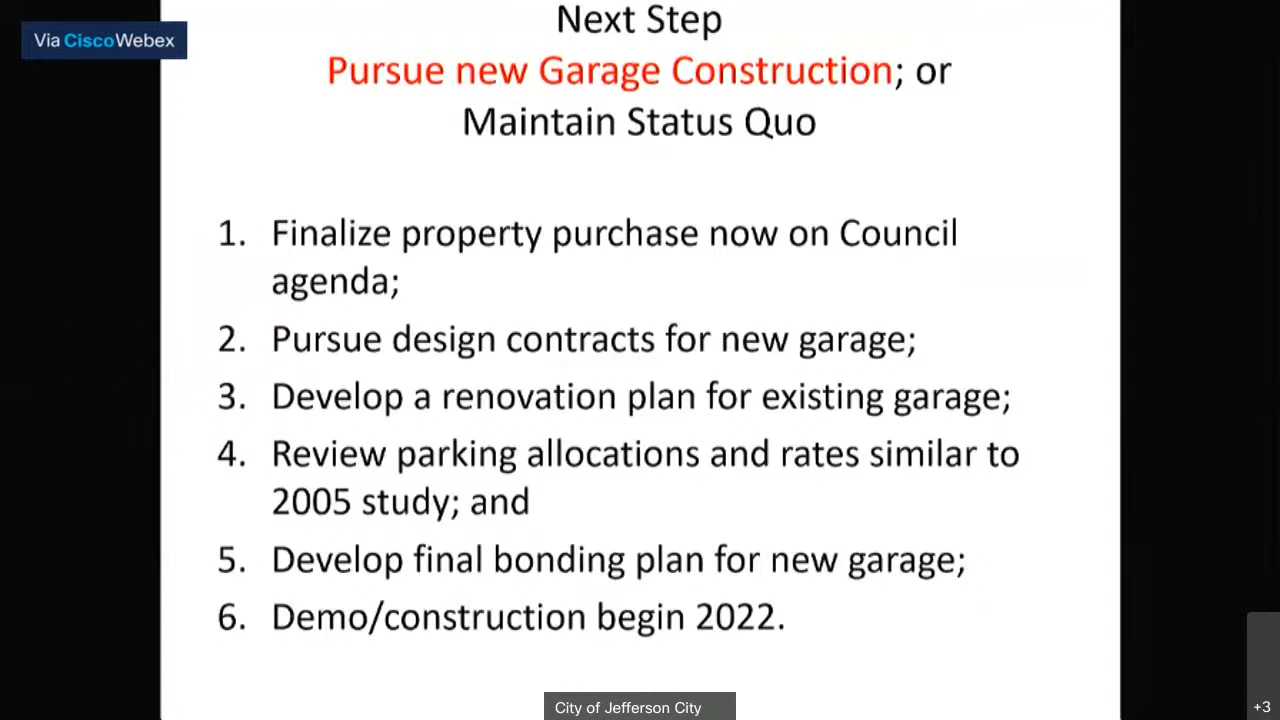 Via CiscoWebex
Next Step
Pursue new Garage Construction; or
Maintain Status Quo
1. Finalize property purchase now on Council
agenda;
2. Pursue design contracts for new garage;
3. Develop a renovation plan for existing garage;
4. Review parking allocations and rates similar to
2005 study; and
5. Develop final bonding plan for new garage;
6. Demo/construction begin 2022.
City of Jefferson City
+3